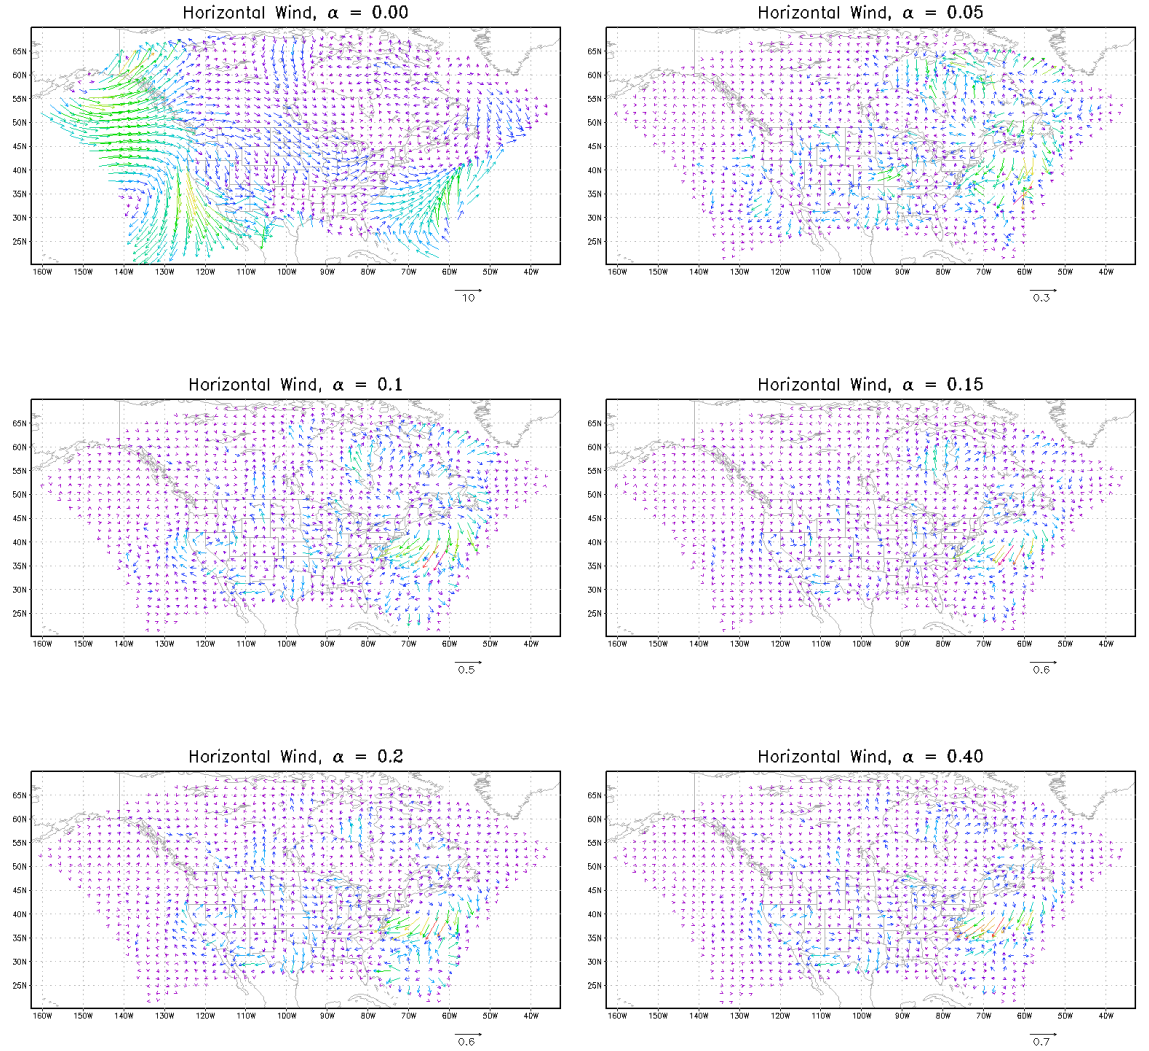 Horizontal Wind, α = 0.00
65N
60N
55N
50N
45N
40N
35N
30N
25N
160W 150W 140W 130W 120W 110W 100W 90W 80W 70W 60W 50W 40W
10
Horizontal Wind, α = 0.05
65N
60N
55N
50N
45N
40N
35N
30N
25N
160W 150W 140W 130W 120W 110W 100W 90W 80W 70W 60W 50W 40W
0.3
Horizontal Wind, α = 0.1
65N
60N
55N
50N
45N
40N
35N
30N
25N
160W 150W 140W 130W 120W 110W 100W 90W 80W 70W 60W 50W 40W
0.5
Horizontal Wind, α = 0.15
65N
60N
55N
50N
45N
40N
35N
30N
25N
160W 150W 140W 130W 120W 110W 100W 90W 80W 70W 60W 50W 40W
0.6
Horizontal Wind, α = 0.2
65N
60N
55N
50N
45N
40N
35N
30N
25N
160W 150W 140W 130W 120W 110W 100W 90W 80W 70W 60W 50W 40W
0.6
Horizontal Wind, α = 0.40
65N
60N
55N
50N
45N
40N
35N
30N
25N
160W 150W 140W 130W 120W 110W 100W 90W 80W 70W 60W 50W 40W
0.7